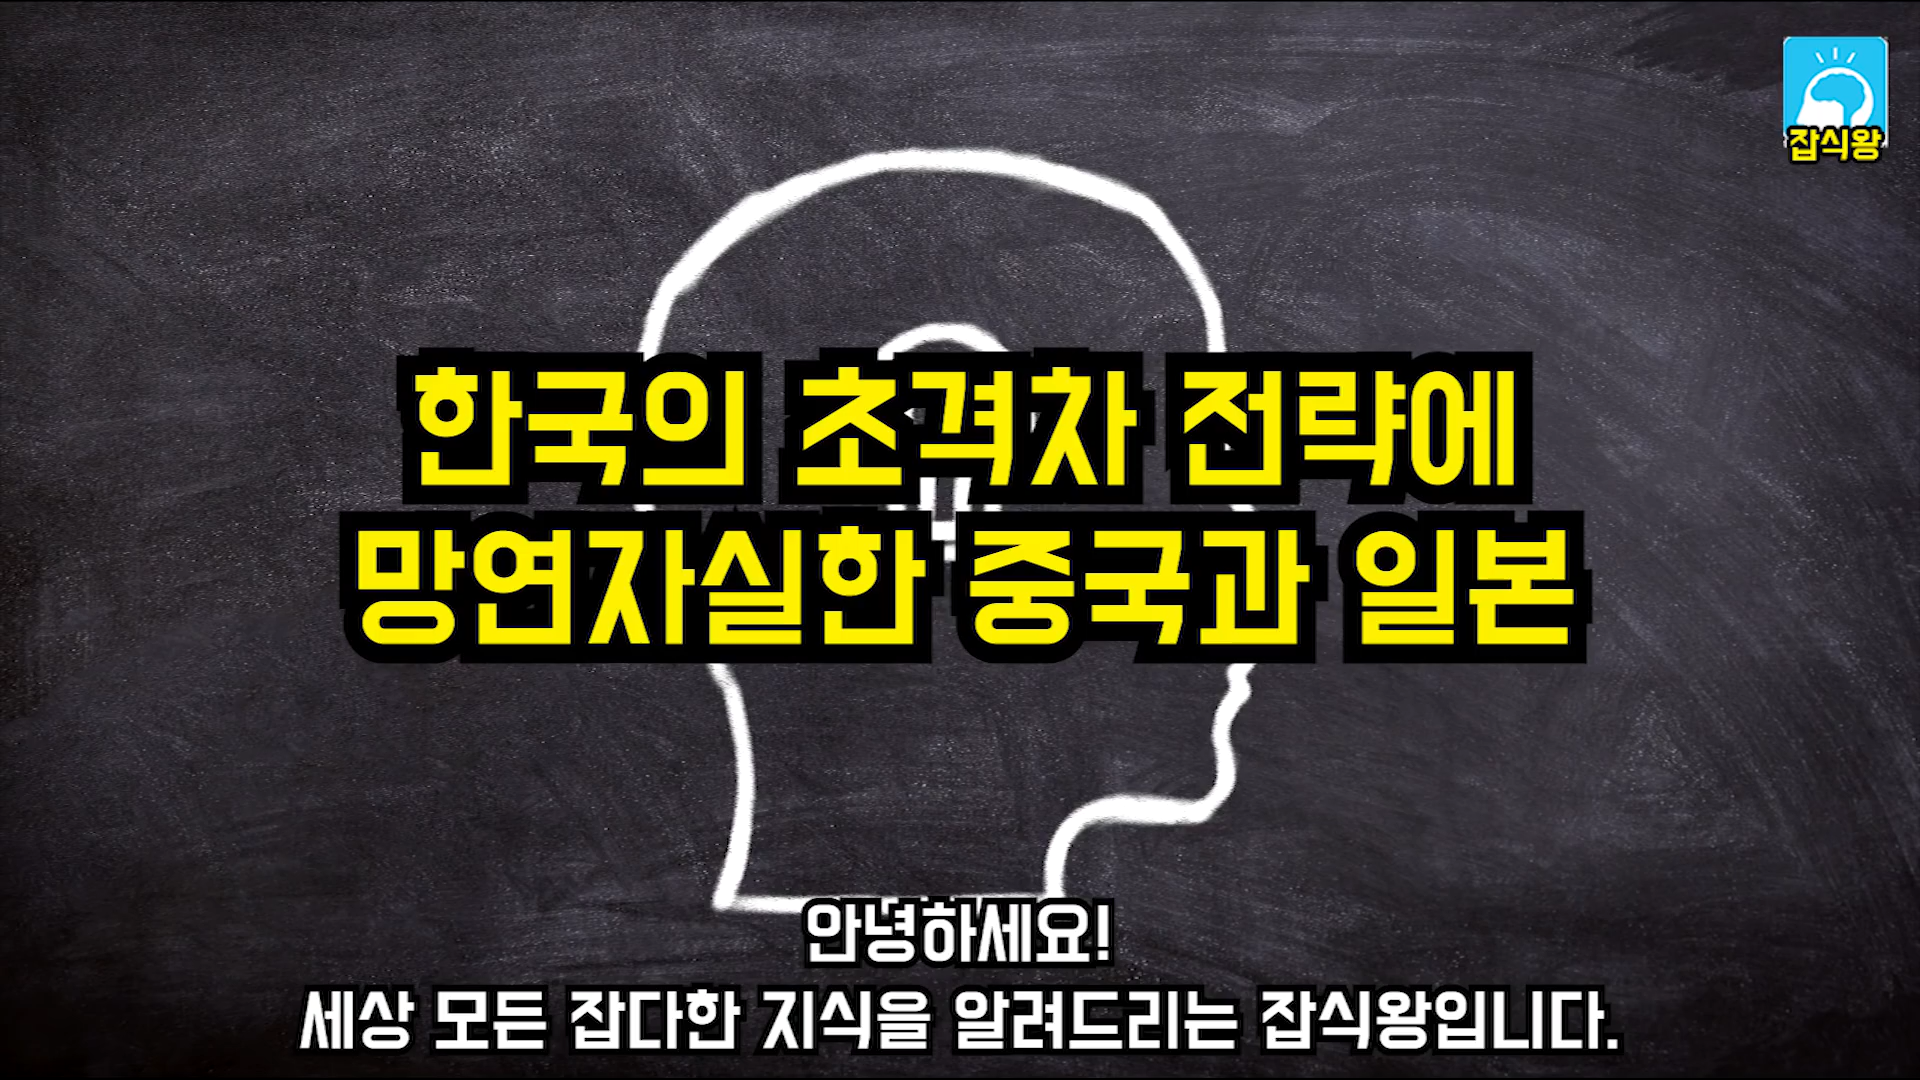 잡식왕
한국의 초격차 전략에
망연자실한 중국과 일본
안녕하세요!
세상 모든 잡다한 지식을 알려드리는 잡식왕입니다.